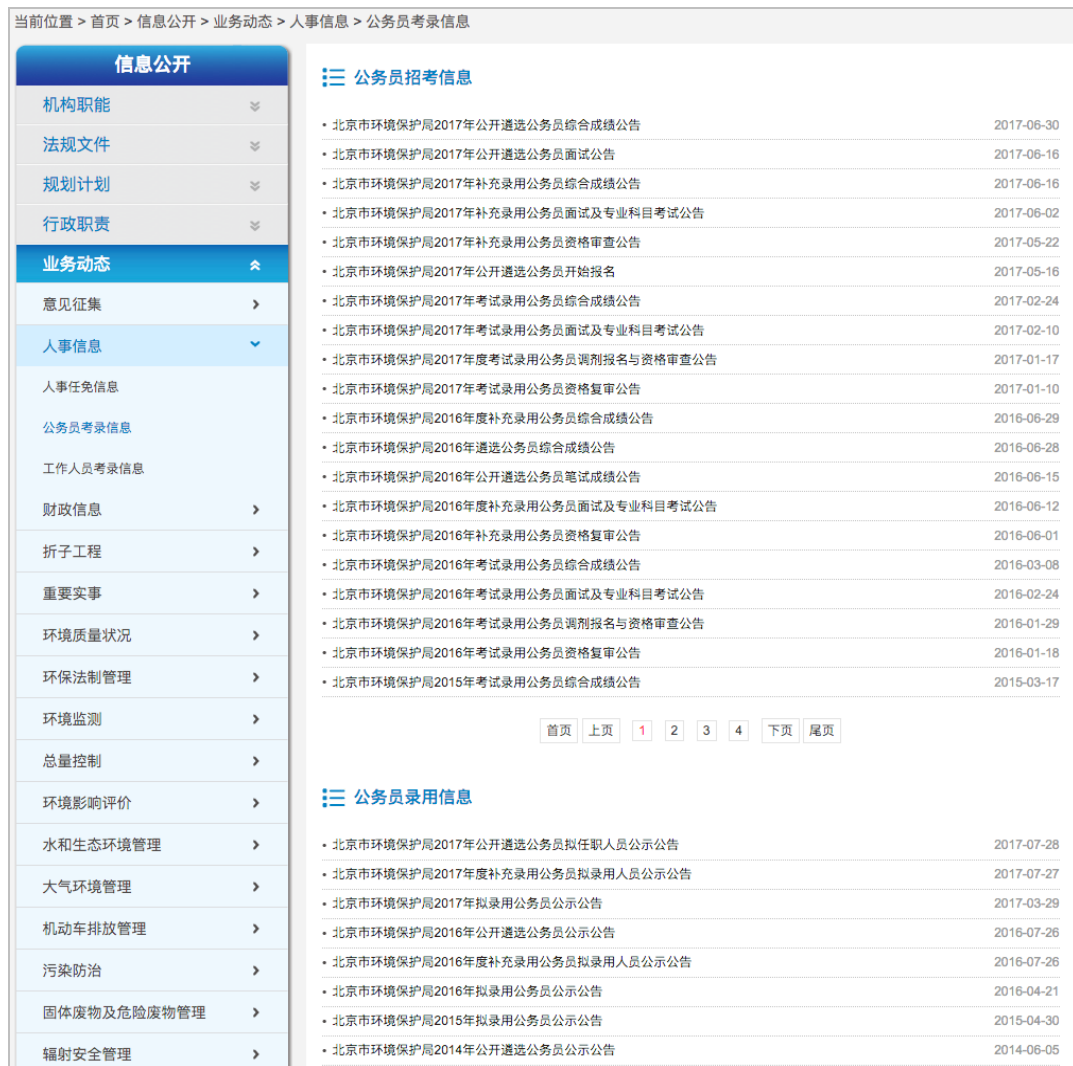 当前位置 > 首页 > 信息公开 > 业务动态 > 人事信息 > 公务员考录信息
信息公开
机构职能
法规文件
规划计划
行政职责
业务动态
意见征集
人事信息
人事任免信息
公务员考录信息
工作人员考录信息
财政信息
折子工程
重要实事
环境质量状况
环保法制管理
环境监测
总量控制
环境影响评价
水和生态环境管理
大气环境管理
机动车排放管理
污染防治
固体废物及危险废物管理
辐射安全管理
公务员招考信息
• 北京市环境保护局2017年公开遴选公务员综合成绩公告 2017-06-30
• 北京市环境保护局2017年公开遴选公务员面试公告 2017-06-16
• 北京市环境保护局2017年补充录用公务员综合成绩公告 2017-06-16
• 北京市环境保护局2017年补充录用公务员面试及专业科目考试公告 2017-06-02
• 北京市环境保护局2017年补充录用公务员资格审查公告 2017-05-22
• 北京市环境保护局2017年公开遴选公务员开始报名 2017-05-16
• 北京市环境保护局2017年考试录用公务员综合成绩公告 2017-02-24
• 北京市环境保护局2017年考试录用公务员面试及专业科目考试公告 2017-02-10
• 北京市环境保护局2017年度考试录用公务员调剂报名与资格审查公告 2017-01-17
• 北京市环境保护局2017年考试录用公务员资格复审公告 2017-01-10
• 北京市环境保护局2016年度补充录用公务员综合成绩公告 2016-06-29
• 北京市环境保护局2016年遴选公务员综合成绩公告 2016-06-28
• 北京市环境保护局2016年公开遴选公务员笔试成绩公告 2016-06-15
• 北京市环境保护局2016年度补充录用公务员面试及专业科目考试公告 2016-06-12
• 北京市环境保护局2016年补充录用公务员资格复审公告 2016-06-01
• 北京市环境保护局2016年考试录用公务员综合成绩公告 2016-03-08
• 北京市环境保护局2016年考试录用公务员面试及专业科目考试公告 2016-02-24
• 北京市环境保护局2016年考试录用公务员调剂报名与资格审查公告 2016-01-29
• 北京市环境保护局2016年考试录用公务员资格复审公告 2016-01-18
• 北京市环境保护局2015年考试录用公务员综合成绩公告 2015-03-17
首页 上页 1 2 3 4 下页 尾页
公务员录用信息
• 北京市环境保护局2017年公开遴选公务员拟任职人员公示公告 2017-07-28
• 北京市环境保护局2017年度补充录用公务员拟录用人员公示公告 2017-07-27
• 北京市环境保护局2017年拟录用公务员公示公告 2017-03-29
• 北京市环境保护局2016年公开遴选公务员公示公告 2016-07-26
• 北京市环境保护局2016年度补充录用公务员拟录用人员公示公告 2016-07-26
• 北京市环境保护局2016年拟录用公务员公示公告 2016-04-21
• 北京市环境保护局2015年拟录用公务员公示公告 2015-04-30
• 北京市环境保护局2014年公开遴选公务员公示公告 2014-06-05